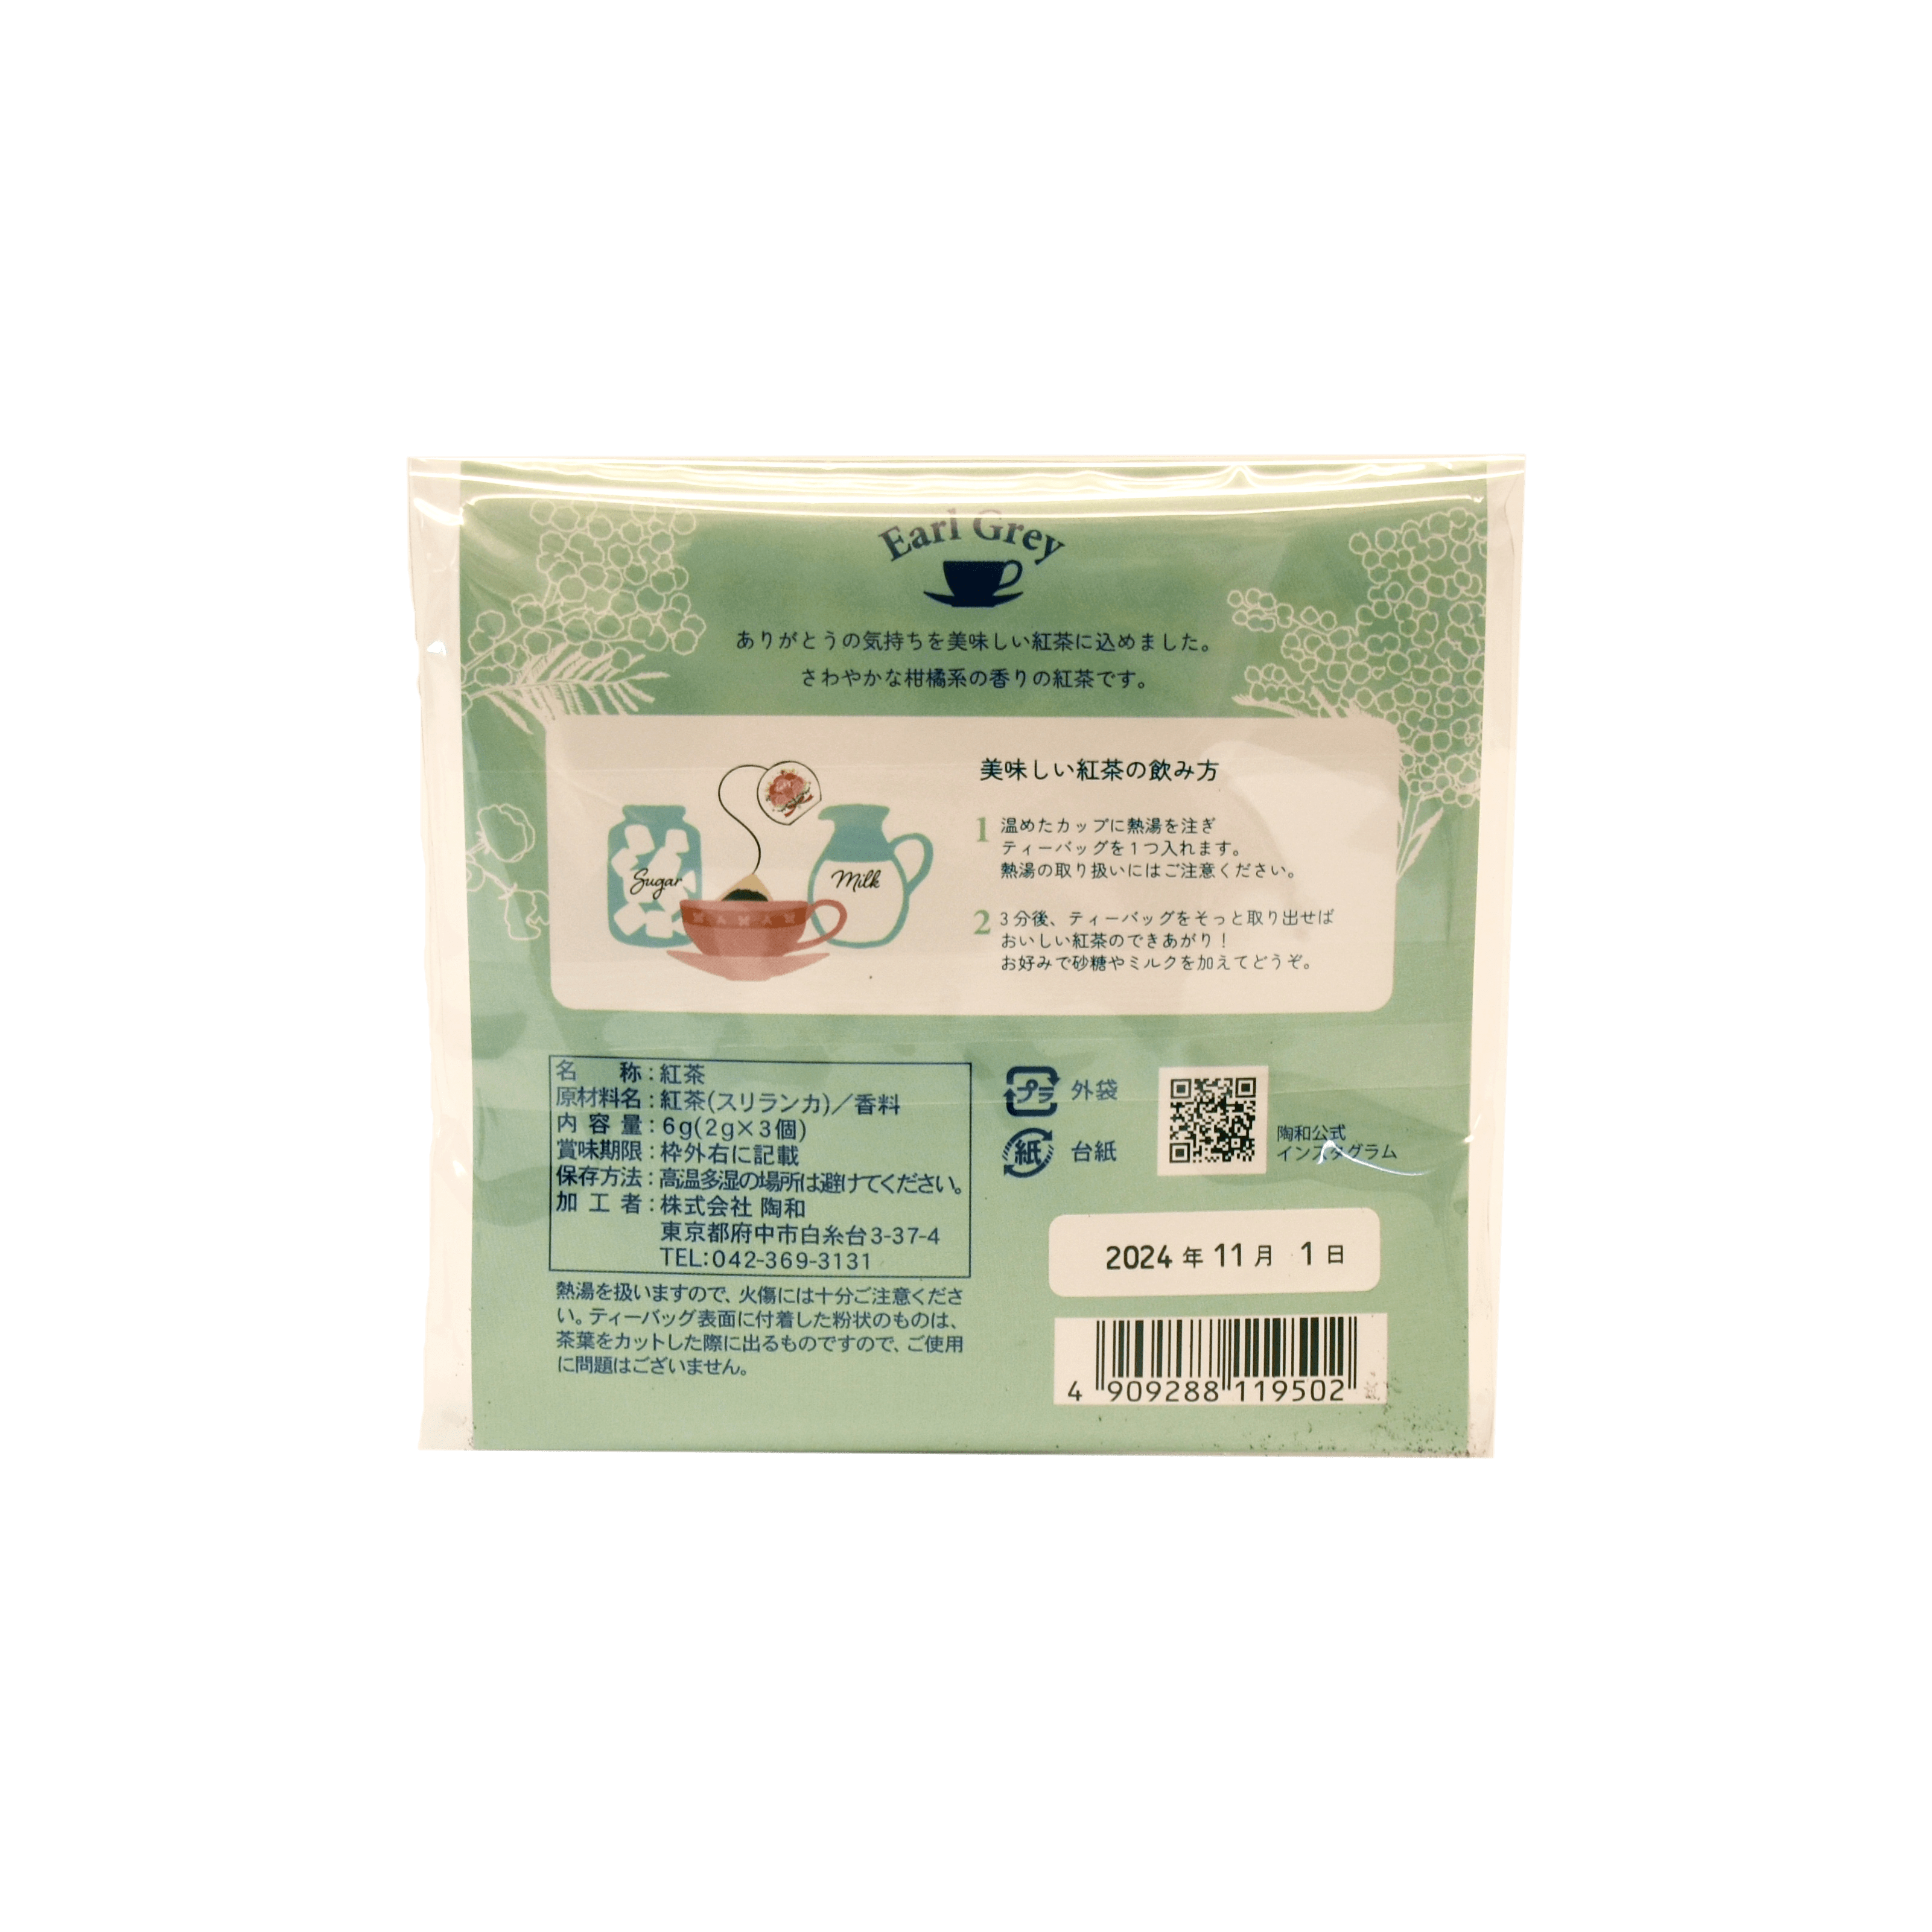 Earl Grey
ありがとうの気持ちを美味しい紅茶に込めました。
さわやかな柑橘系の香りの紅茶です。
Sugar
Milk
美味しい紅茶の飲み方
1 温めたカップに熱湯を注ぎ
ティーバッグを1つ入れます。
熱湯の取り扱いにはご注意ください。
2 3分後、ティーバッグをそっと取り出せば
おいしい紅茶のできあがり！
お好みで砂糖やミルクを加えてどうぞ。
名 称：紅茶
原材料名：紅茶(スリランカ)／香料
内容量：6g(2g×3個)
賞味期限：枠外右に記載
保存方法：高温多湿の場所は避けてください。
加工者：株式会社 陶和
東京都府中市白糸台3-37-4
TEL:042-369-3131
熱湯を扱いますので、火傷には十分ご注意くださ
い。ティーバッグ表面に付着した粉状のものは、
茶葉をカットした際に出るものですので、ご使用
に問題はございません。
プラ 外袋
紙 台紙
陶和公式
インスタグラム
2024年11月 1日
4 909288 119502